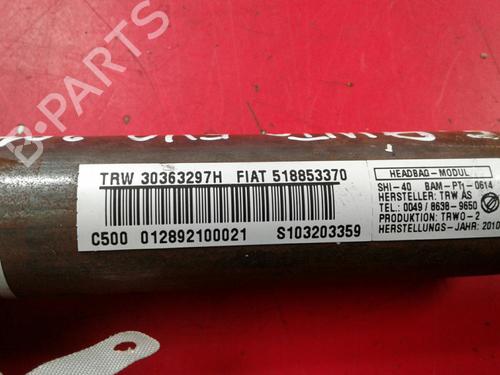 TRW 30363297H FIAT 518853370
C500 012892100021 S103203359
HEADBAG-MODUL
SHI-40 BAM-PT1-0614
HERSTELLER: TRW AS
TEL: 0049 / 8638-9650
PRODUKTION: TRWO-2
HERSTELLUNGS-JAHR: 2010